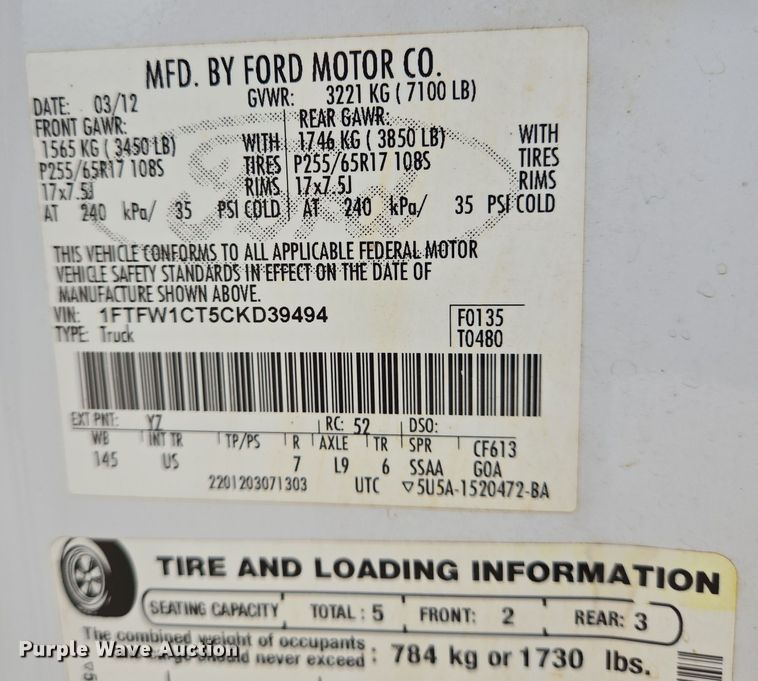 MFD. BY FORD MOTOR CO.
DATE: 03/12 GVWR: 3221 KG ( 7100 LB)
FRONT GAWR: REAR GAWR:
1565 KG ( 3450 LB) WITH 1746 KG ( 3850 LB) WITH
P255/65R17 108S TIRES P255/65R17 108S TIRES
17x7.5J RIMS 17x7.5J RIMS
AT 240 kPa/ 35 PSI COLD AT 240 kPa/ 35 PSI COLD
THIS VEHICLE CONFORMS TO ALL APPLICABLE FEDERAL MOTOR
VEHICLE SAFETY STANDARDS IN EFFECT ON THE DATE OF
MANUFACTURE SHOWN ABOVE.
VIN: 1FTFW1CT5CKD39494 F0135
TYPE: Truck T0480
EXT PNT: YZ RC: 52 DSO:
WB INT TR TP/PS R AXLE TR SPR CF613
145 US 7 L9 6 SSAA GOA
2201203071303 UTC ▽5U5A-1520472-BA
TIRE AND LOADING INFORMATION
SEATING CAPACITY TOTAL : 5 FRONT: 2 REAR: 3
The combined weight of occupants
should never exceed : 784 kg or 1730 lbs.
Purple Wave Auction